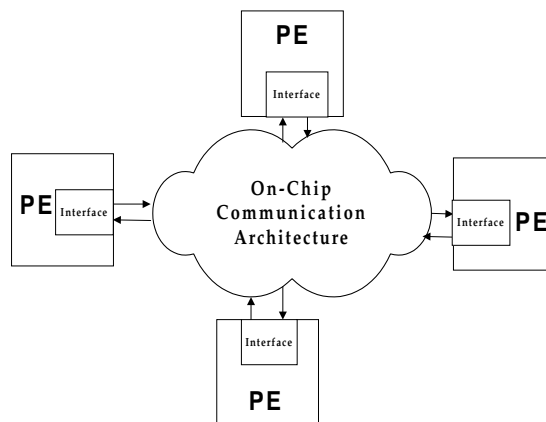 PE
Interface
PE
Interface
On-Chip
Communication
Architecture
Interface
PE
Interface
PE